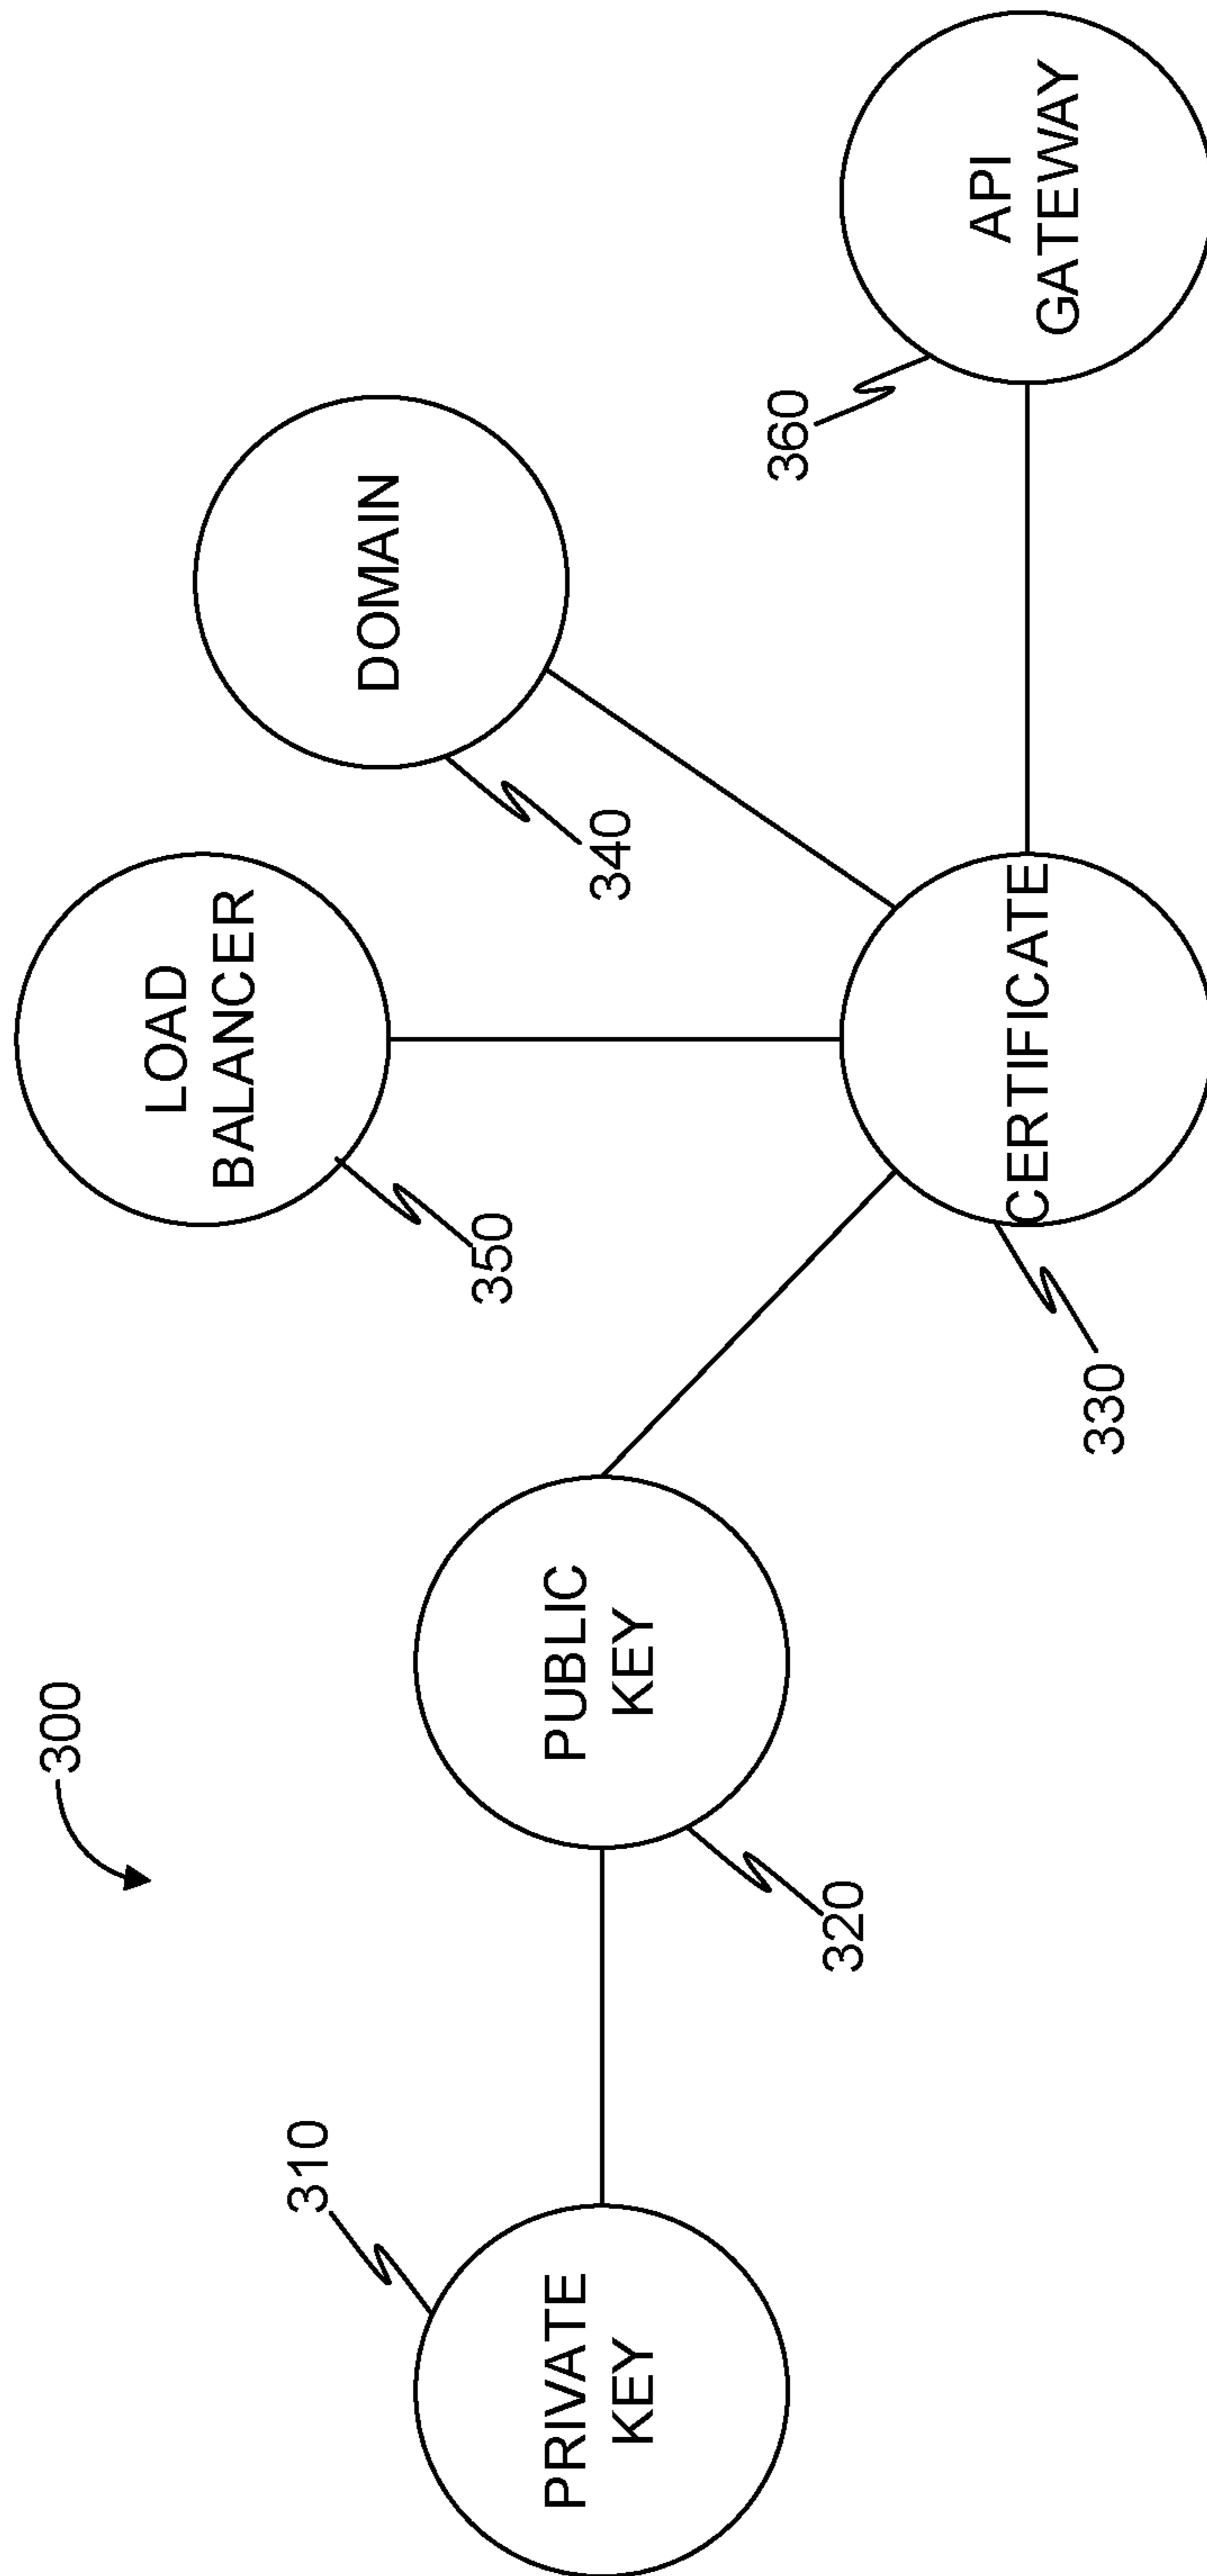 300
310
PRIVATE
KEY
PUBLIC
KEY
320
LOAD
BALANCER
350
DOMAIN
340
CERTIFICATE
330
API
GATEWAY
360